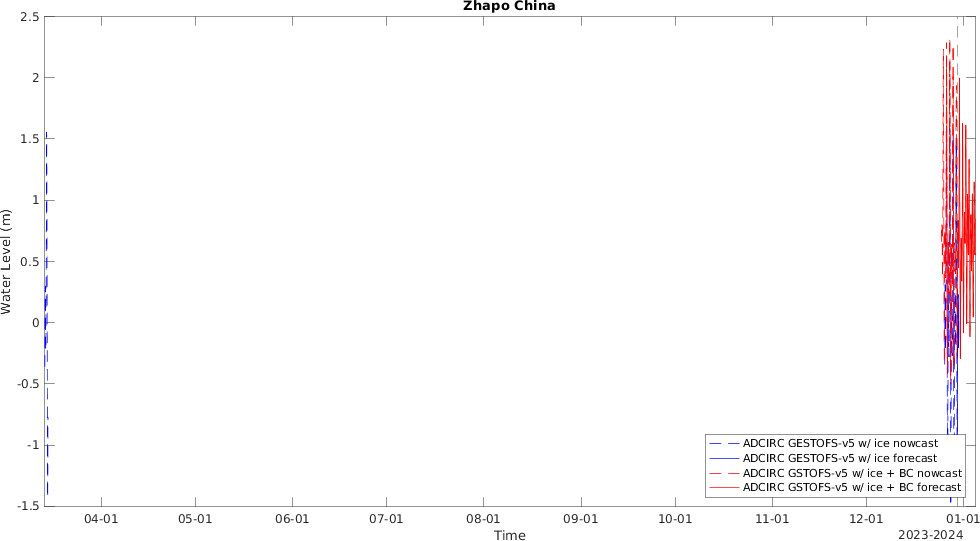 Zhapo China
2.5
2
1.5
1
0.5
0
-0.5
-1
-1.5
Water Level (m)
04-01 05-01 06-01 07-01 08-01 09-01 10-01 11-01 12-01 01-01
Time
2023-2024
ADCIRC GESTOFS-v5 w/ ice nowcast
ADCIRC GESTOFS-v5 w/ ice forecast
ADCIRC GSTOFS-v5 w/ ice + BC nowcast
ADCIRC GSTOFS-v5 w/ ice + BC forecast